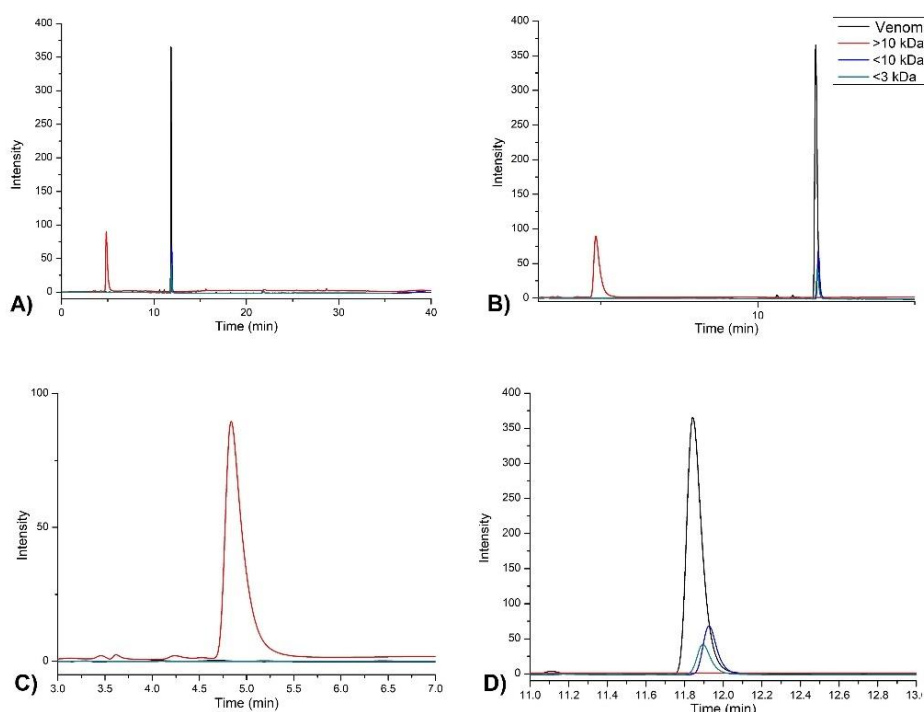 400
350
300
250
200
150
100
50
0
Intensity
0 10 20 30 40
Time (min)
A)
400
350
300
250
200
150
100
50
0
Intensity
10
Time (min)
B)
Venom
>10 kDa
<10 kDa
<3 kDa
100
50
0
Intensity
3.0 3.5 4.0 4.5 5.0 5.5 6.0 6.5 7.0
Time (min)
C)
400
350
300
250
200
150
100
50
0
Intensity
11.0 11.2 11.4 11.6 11.8 12.0 12.2 12.4 12.6 12.8 13.0
Time (min)
D)